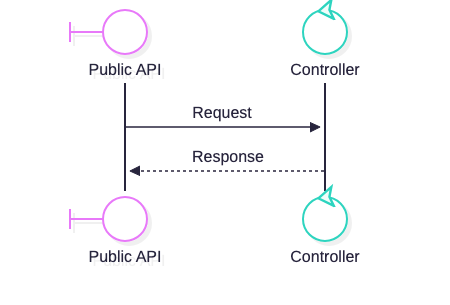 Public API
Controller
Request
Response
Public API
Controller